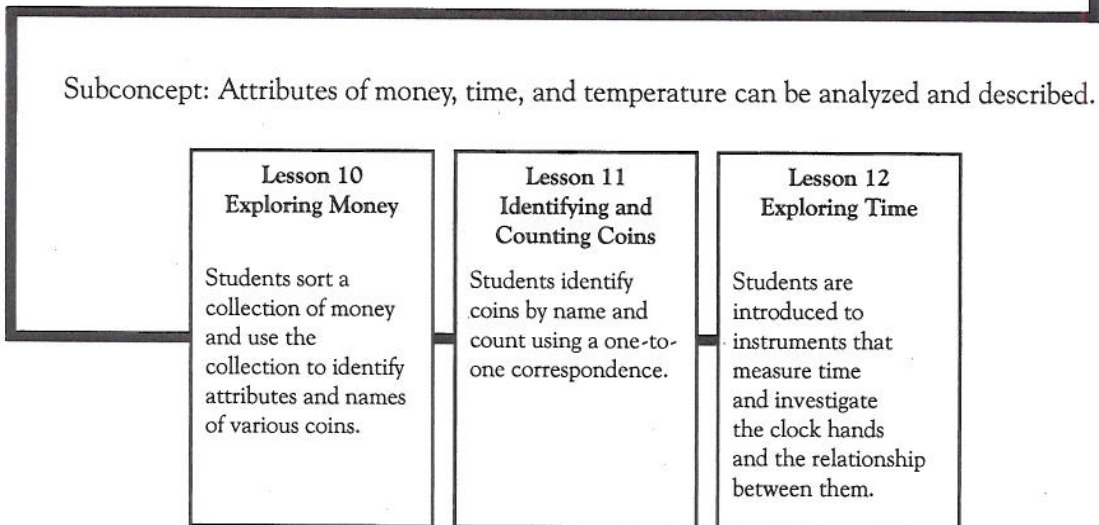 Subconcept: Attributes of money, time, and temperature can be analyzed and described.
Lesson 10
Exploring Money
Students sort a
collection of money
and use the
collection to identify
attributes and names
of various coins.
Lesson 11
Identifying and
Counting Coins
Students identify
coins by name and
count using a one-to-
one correspondence.
Lesson 12
Exploring Time
Students are
introduced to
instruments that
measure time
and investigate
the clock hands
and the relationship
between them.